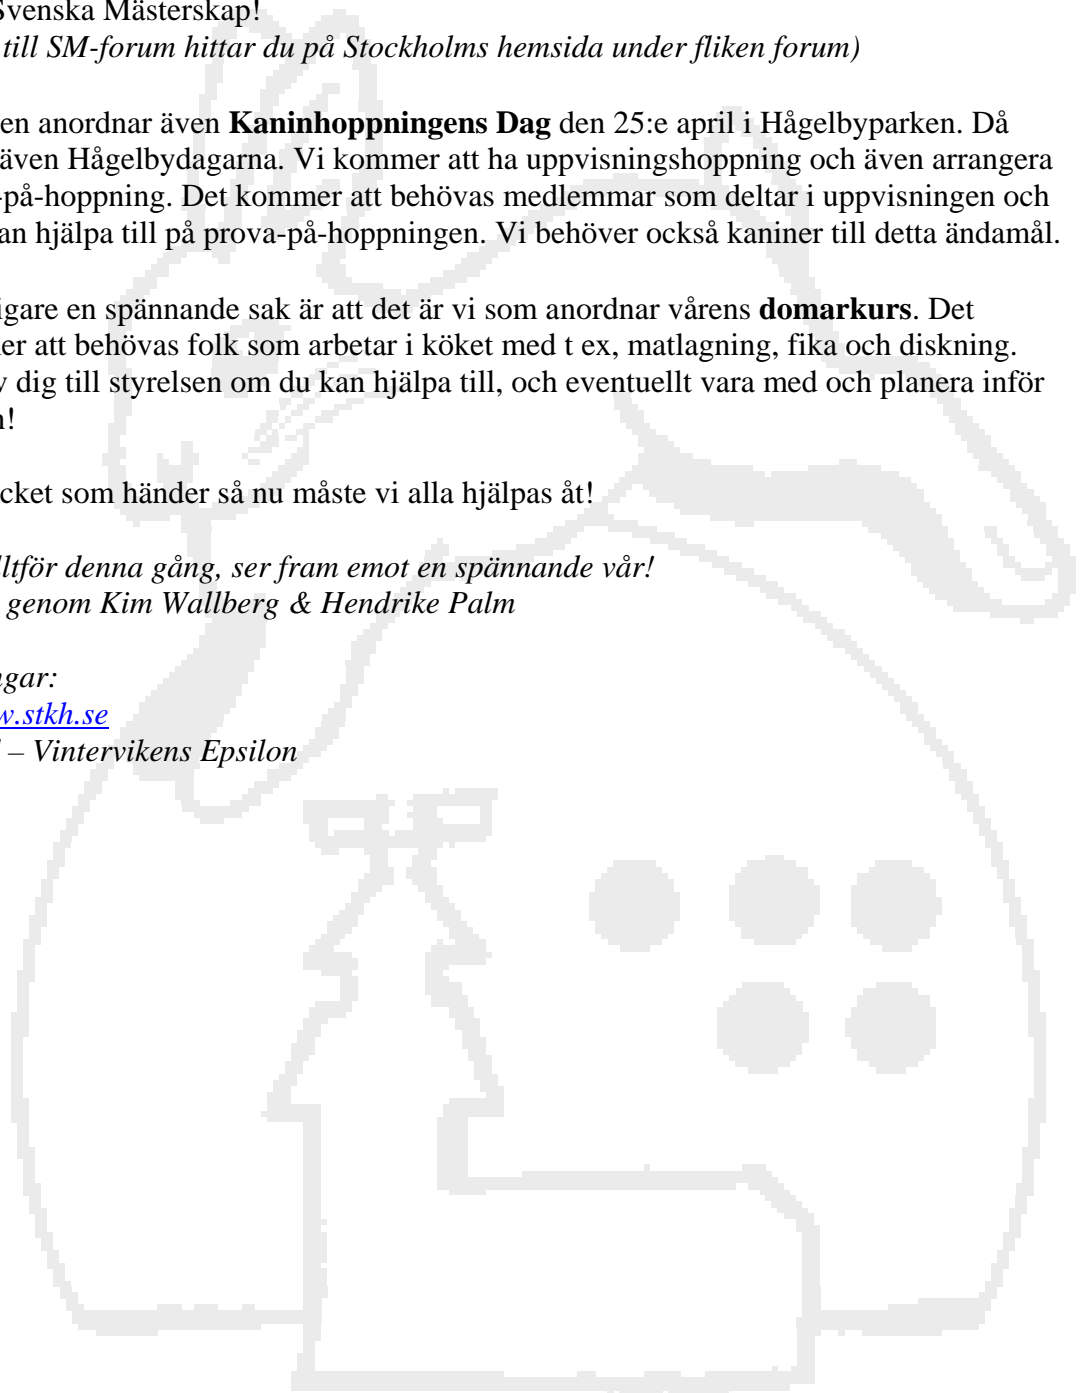 Svenska Mästerskap!
till SM-forum hittar du på Stockholms hemsida under fliken forum)
en anordnar även Kaninhoppningens Dag den 25:e april i Hågelbyparken. Då
även Hågelbydagarna. Vi kommer att ha uppvisningshoppning och även arrangera
-på-hoppning. Det kommer att behövas medlemmar som deltar i uppvisningen och
an hjälpa till på prova-på-hoppningen. Vi behöver också kaniner till detta ändamål.
igare en spännande sak är att det är vi som anordnar vårens domarkurs. Det
er att behövas folk som arbetar i köket med t ex, matlagning, fika och diskning.
v dig till styrelsen om du kan hjälpa till, och eventuellt vara med och planera inför
n!
cket som händer så nu måste vi alla hjälpas åt!
lltför denna gång, ser fram emot en spännande vår!
genom Kim Wallberg & Hendrike Palm
ngar:
w.stkh.se
– Vintervikens Epsilon